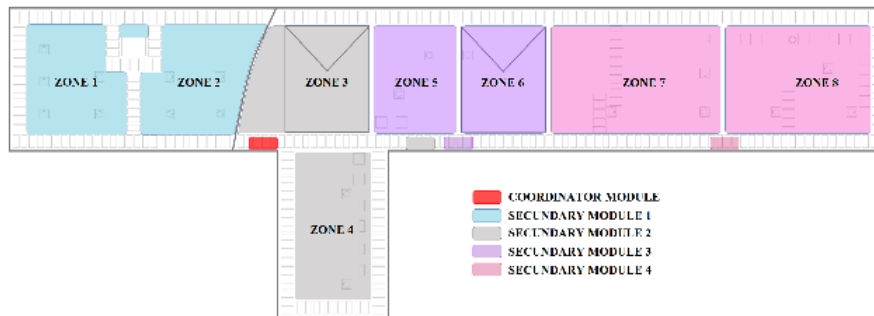 ZONE 1
ZONE 2
ZONE 3
ZONE 5
ZONE 6
ZONE 7
ZONE 8
ZONE 4
COORDINATOR MODULE
SECUNDARY MODULE 1
SECUNDARY MODULE 2
SECUNDARY MODULE 3
SECUNDARY MODULE 4